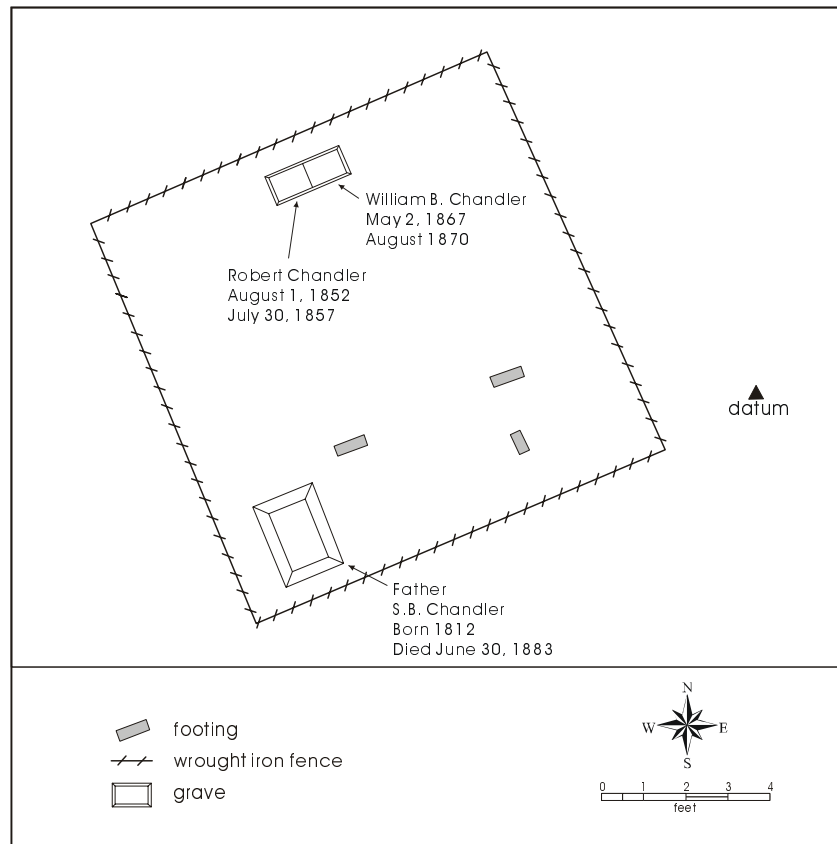 William B. Chandler
May 2, 1867
August 1870
Robert Chandler
August 1, 1852
July 30, 1857
datum
Father
S.B. Chandler
Born 1812
Died June 30, 1883
footing
wrought iron fence
grave
N
W E
S
0 1 2 3 4
feet